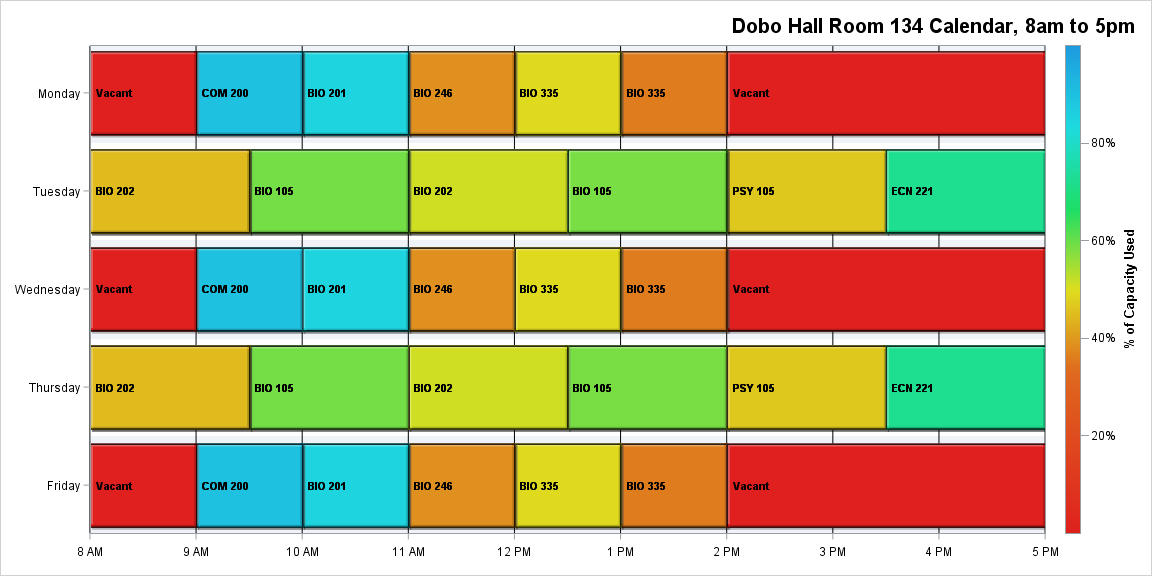 Dobo Hall Room 134 Calendar, 8am to 5pm
Monday Vacant COM 200 BIO 201 BIO 246 BIO 335 BIO 335 Vacant
80%
Tuesday BIO 202 BIO 105 BIO 202 BIO 105 PSY 105 ECN 221
60%
% of Capacity Used
Wednesday Vacant COM 200 BIO 201 BIO 246 BIO 335 BIO 335 Vacant
40%
Thursday BIO 202 BIO 105 BIO 202 BIO 105 PSY 105 ECN 221
20%
Friday Vacant COM 200 BIO 201 BIO 246 BIO 335 BIO 335 Vacant
8 AM 9 AM 10 AM 11 AM 12 PM 1 PM 2 PM 3 PM 4 PM 5 PM